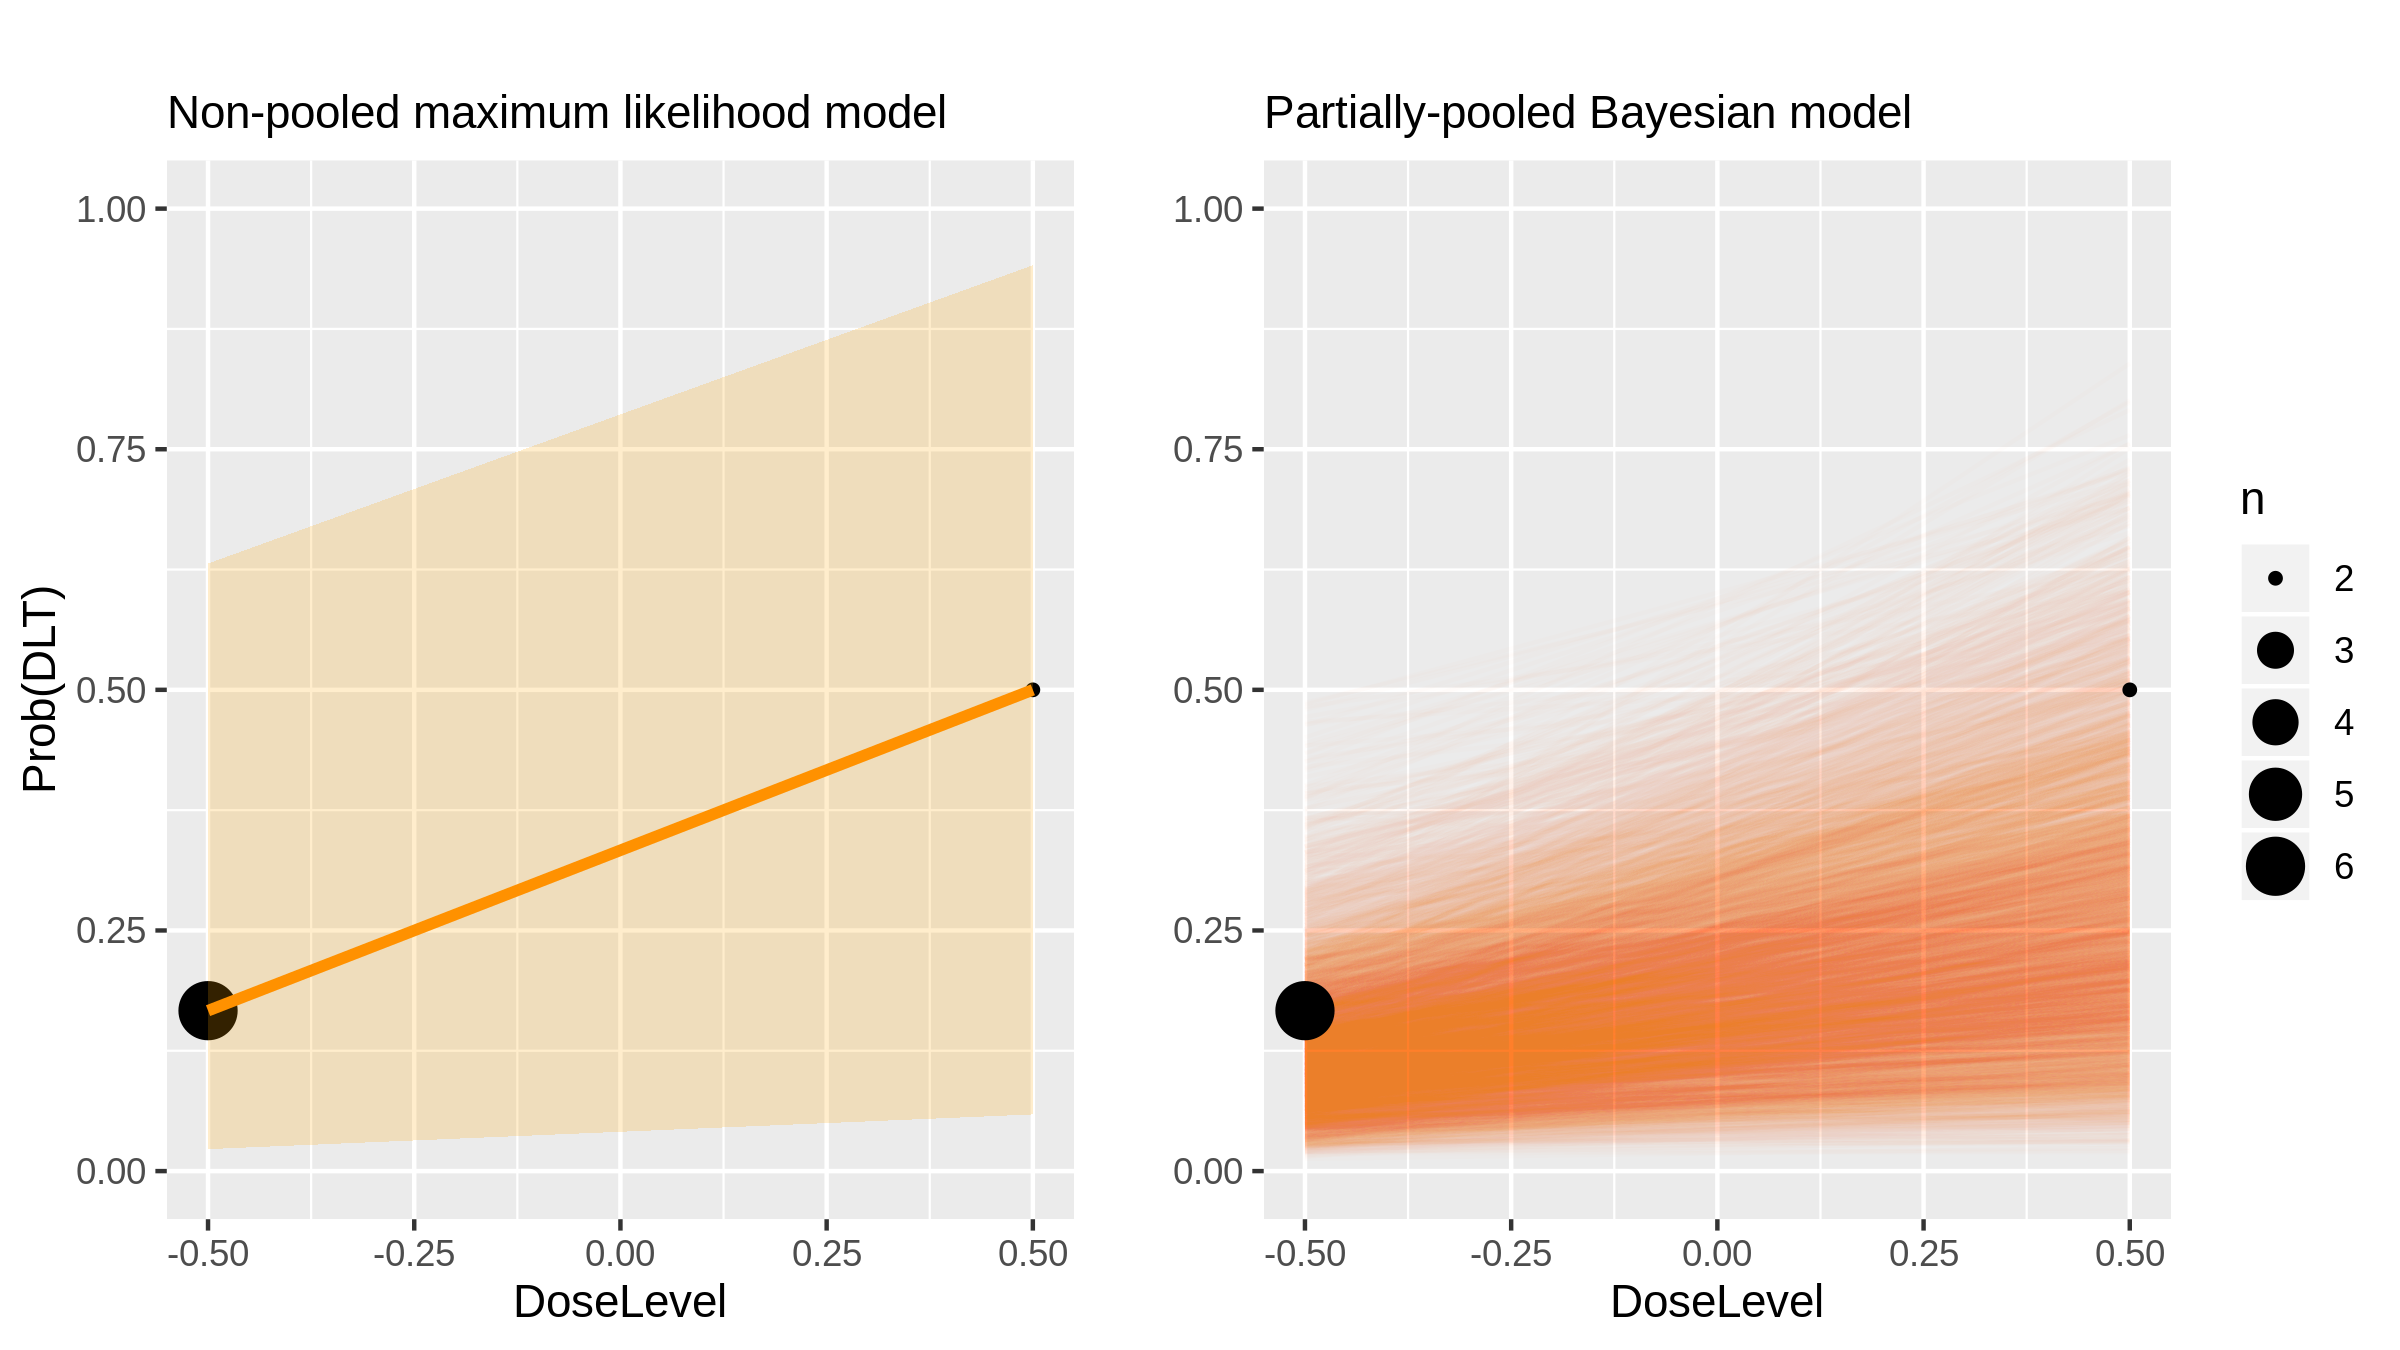 Non-pooled maximum likelihood model
Prob(DLT)
1.00
0.75
0.50
0.25
0.00
-0.50 -0.25 0.00 0.25 0.50
DoseLevel
Partially-pooled Bayesian model
1.00
0.75
0.50
0.25
0.00
-0.50 -0.25 0.00 0.25 0.50
DoseLevel
n
2
3
4
5
6